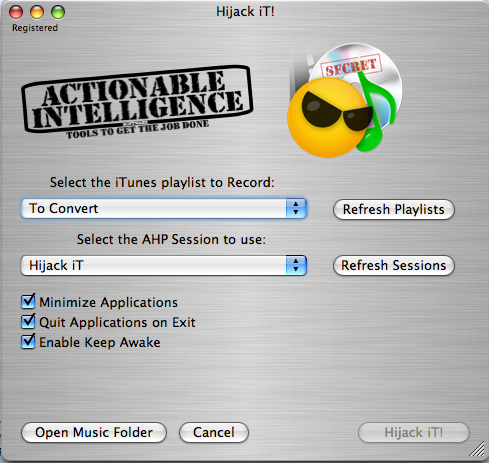 Hijack iT!
Registered
ACTIONABLE
INTELLIGENCE
TOOLS TO GET THE JOB DONE
SECRET
Select the iTunes playlist to Record:
To Convert
Refresh Playlists
Select the AHP Session to use:
Hijack iT
Refresh Sessions
Minimize Applications
Quit Applications on Exit
Enable Keep Awake
Open Music Folder
Cancel
Hijack iT!